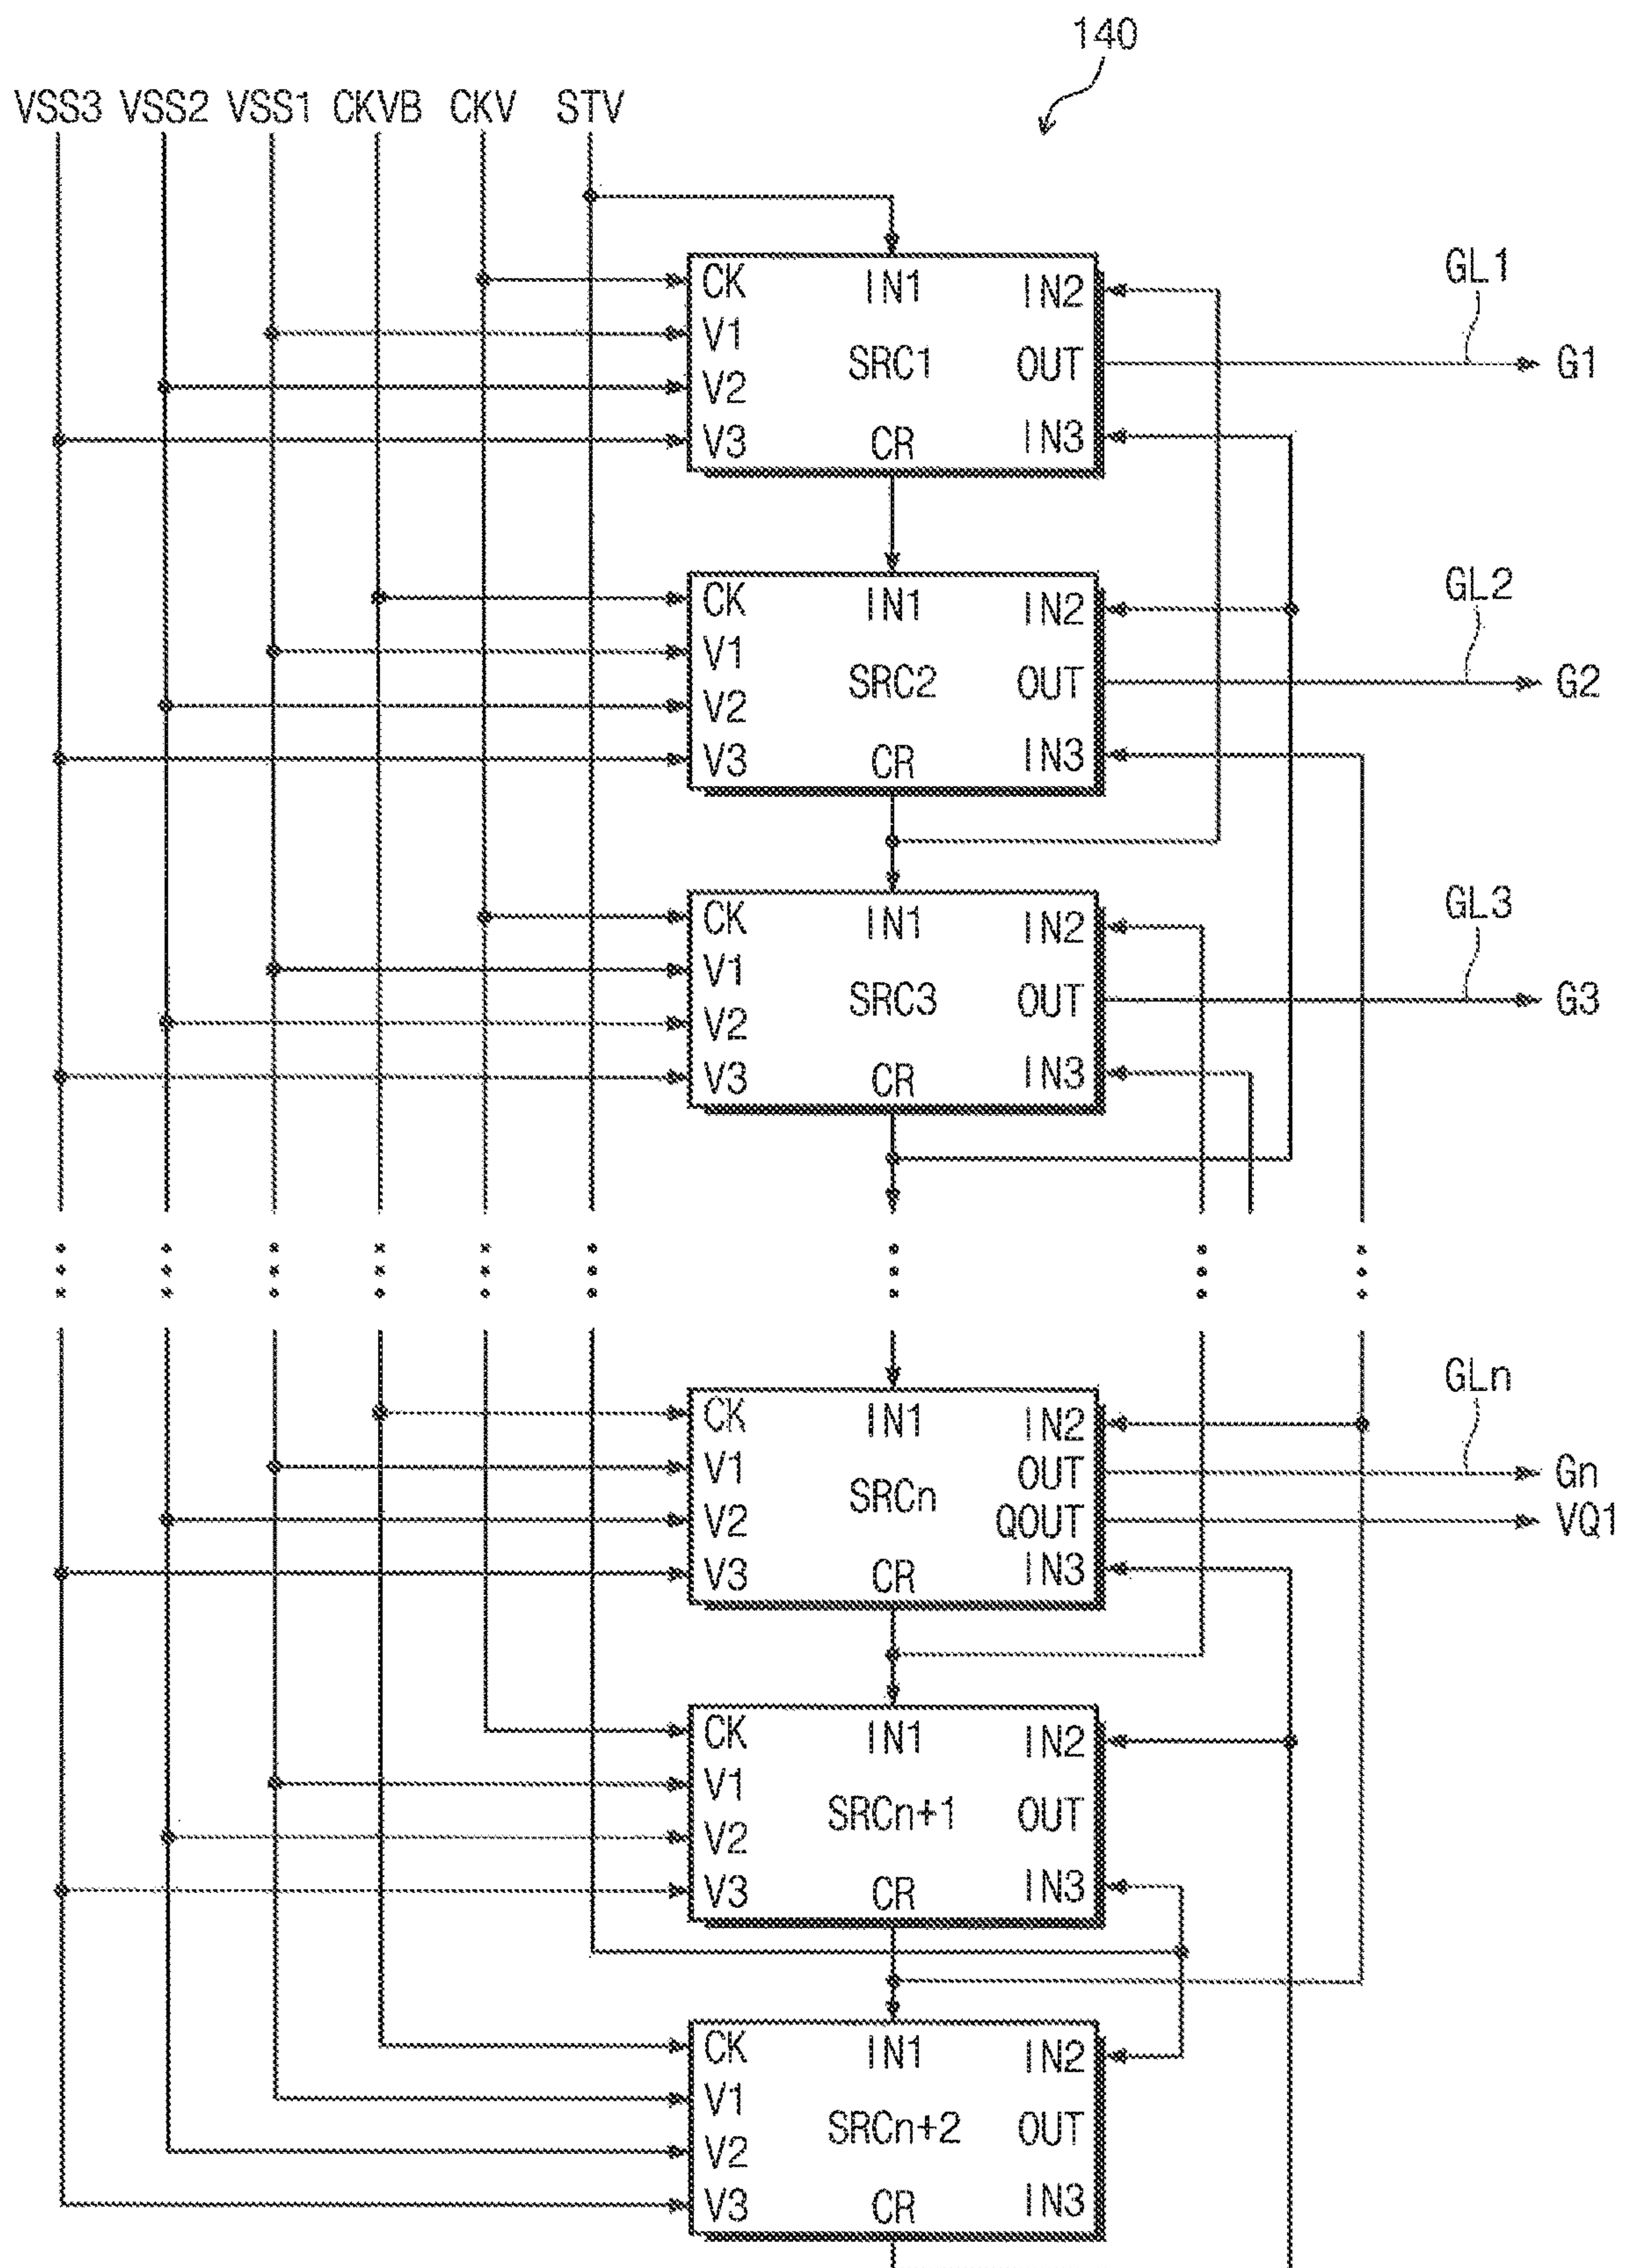 140
VSS3 VSS2 VSS1 CKVB CKV STV
CK IN1 IN2
V1
V2 SRC1 OUT
V3 CR IN3
GL1
G1
CK IN1 IN2
V1
V2 SRC2 OUT
V3 CR IN3
GL2
G2
CK IN1 IN2
V1
V2 SRC3 OUT
V3 CR IN3
GL3
G3
CK IN1 IN2
V1 OUT
SRCn
V2 QOUT
V3 CR IN3
GLn
Gn
VQ1
CK IN1 IN2
V1
V2 SRCn+1 OUT
V3 CR IN3
CK IN1 IN2
V1
V2 SRCn+2 OUT
V3 CR IN3